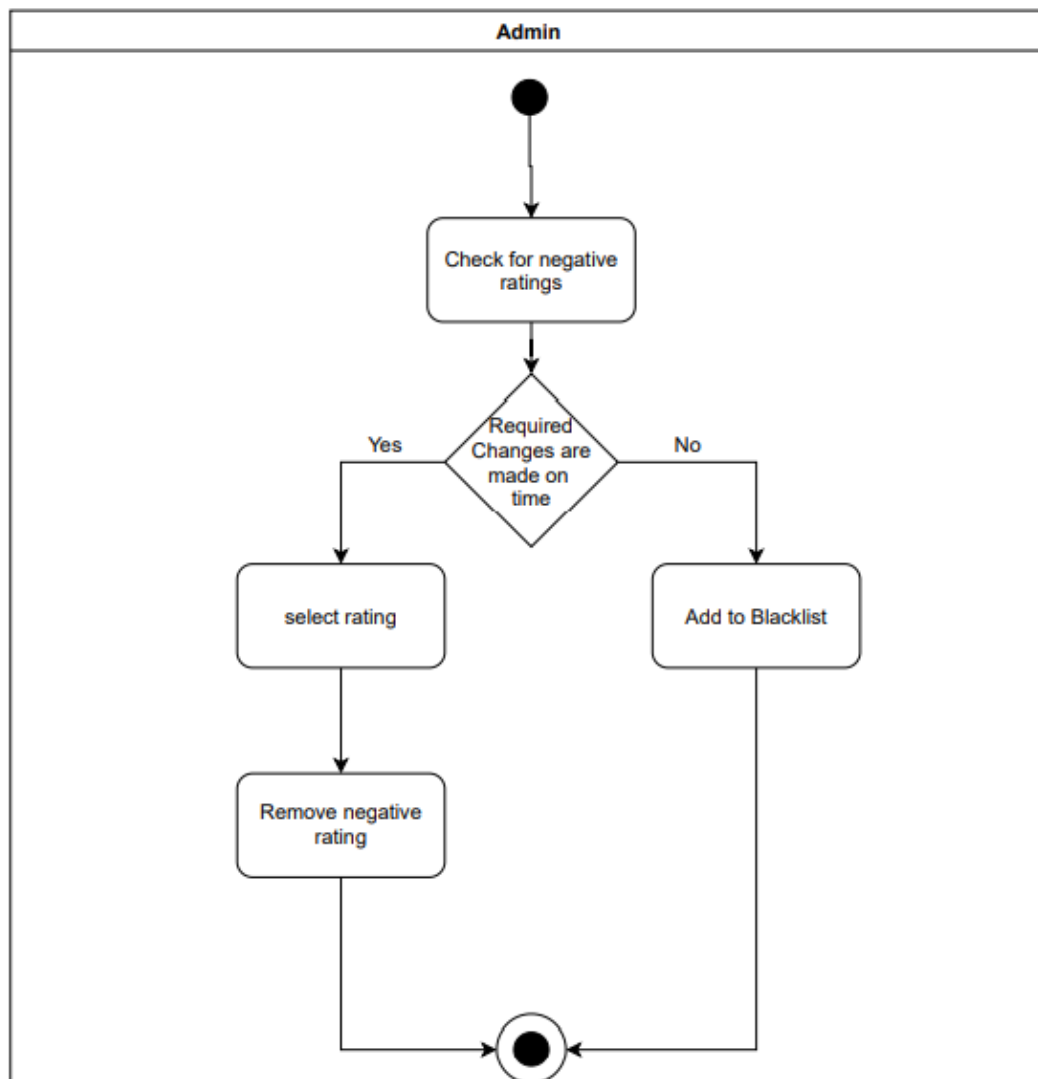 Admin
Check for negative
ratings
Required
Changes are
made on
time
Yes
No
select rating
Add to Blacklist
Remove negative
rating